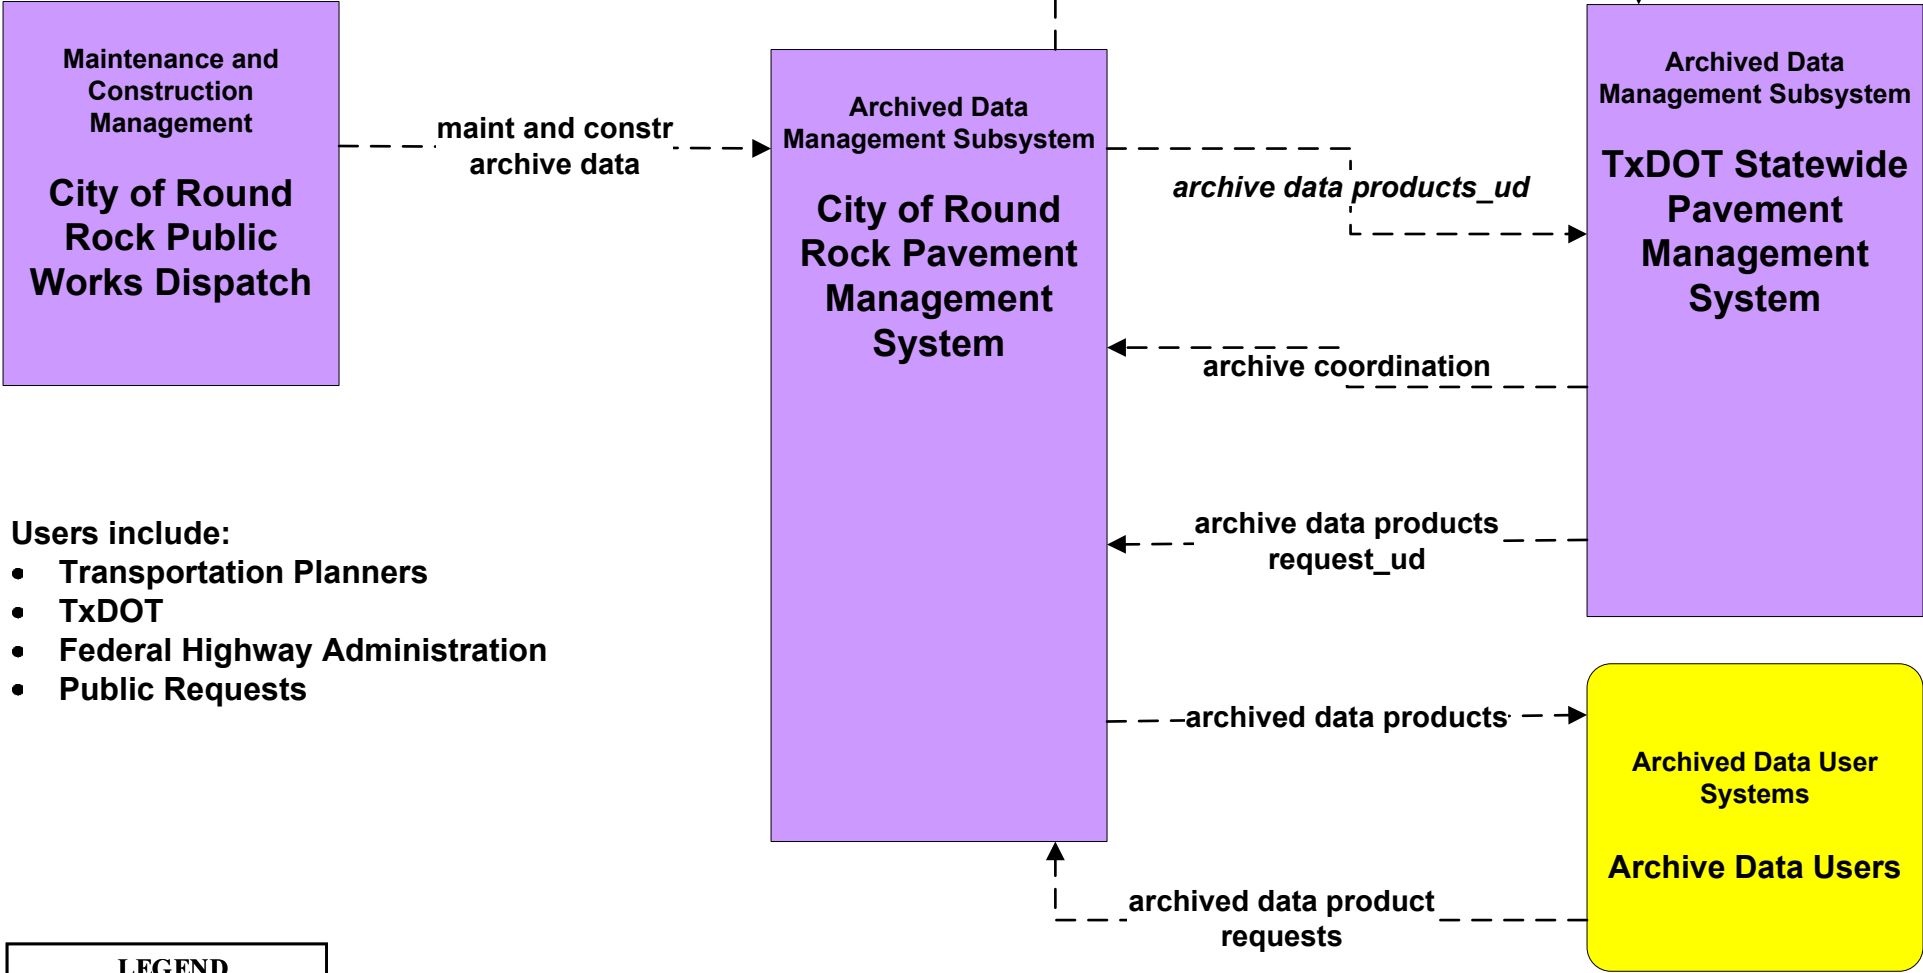 Maintenance and
Construction
Management
City of Round
Rock Public
Works Dispatch
maint and constr
archive data
Archived Data
Management Subsystem
City of Round
Rock Pavement
Management
System
archive data products_ud
archive coordination
archive data products
request_ud
archived data products
archived data product
requests
Archived Data
Management Subsystem
TxDOT Statewide
Pavement
Management
System
Archived Data User
Systems
Archive Data Users
Users include:
• Transportation Planners
• TxDOT
• Federal Highway Administration
• Public Requests
LEGEND